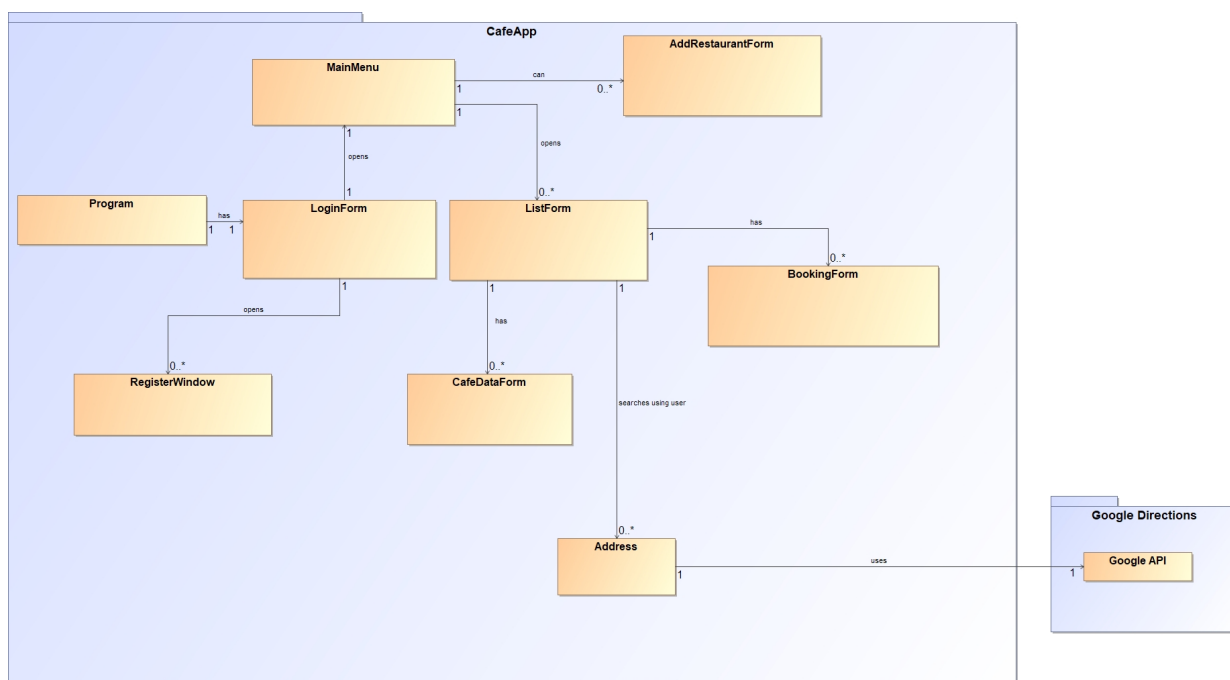 CafeApp
AddRestaurantForm
MainMenu
can
1
0..*
1
opens
1
opens
1
0..*
Program
LoginForm
ListForm
has
1
1
has
1
0..*
BookingForm
1
1
1
opens
has
0..*
0..*
RegisterWindow
CafeDataForm
searches using user
0..*
Address
uses
1
1
Google Directions
Google API